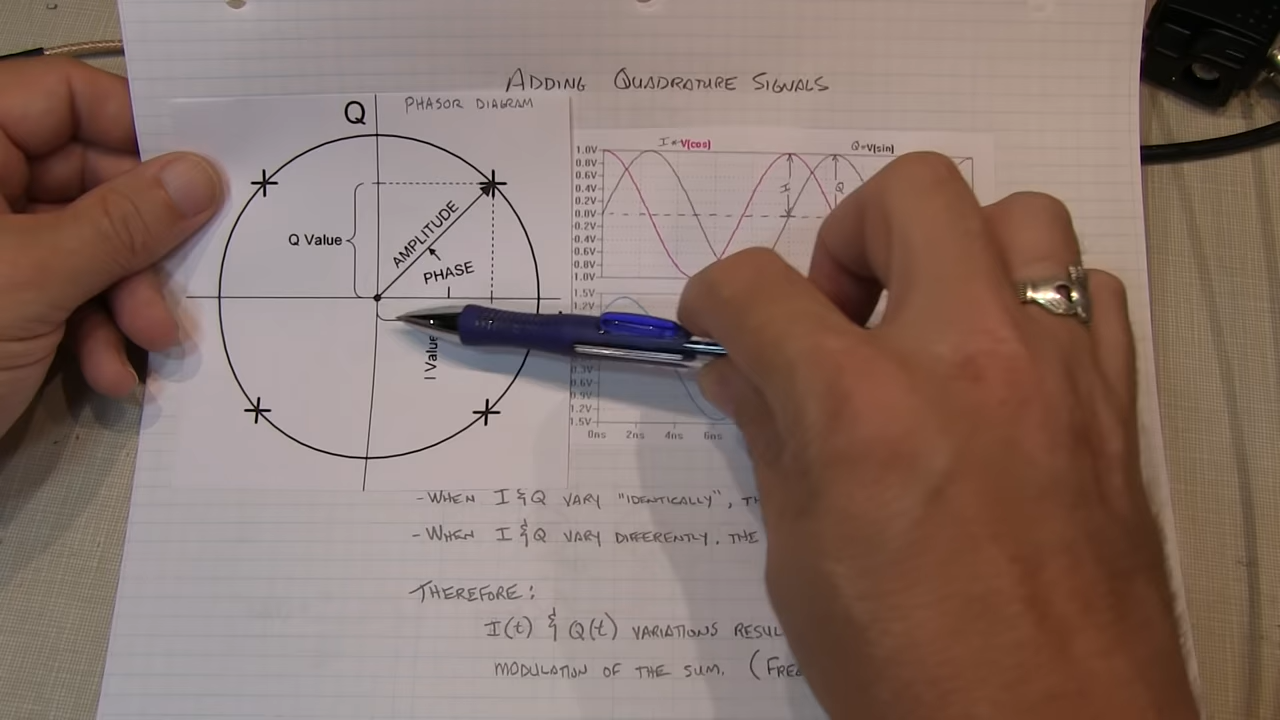 ADDING QUADRATURE SIGNALS
PHASOR DIAGRAM
Q
Q Value
AMPLITUDE
PHASE
I Value
I = V(cos)
Q=V(sin)
1.0V
0.8V
0.6V
0.4V
0.2V
0.0V
-0.2V
-0.4V
-0.6V
-0.8V
1.0V
I
Q
1.5V
1.2V
0.3V
0.6V
0.9V
1.2V
1.5V
0ns 2ns 4ns 6ns
- WHEN I & Q VARY "IDENTICALLY",
- WHEN I & Q VARY DIFFERENTLY. THE
THEREFORE:
I(t) & Q(t) VARIATIONS
MODULATION OF THE SUM. (